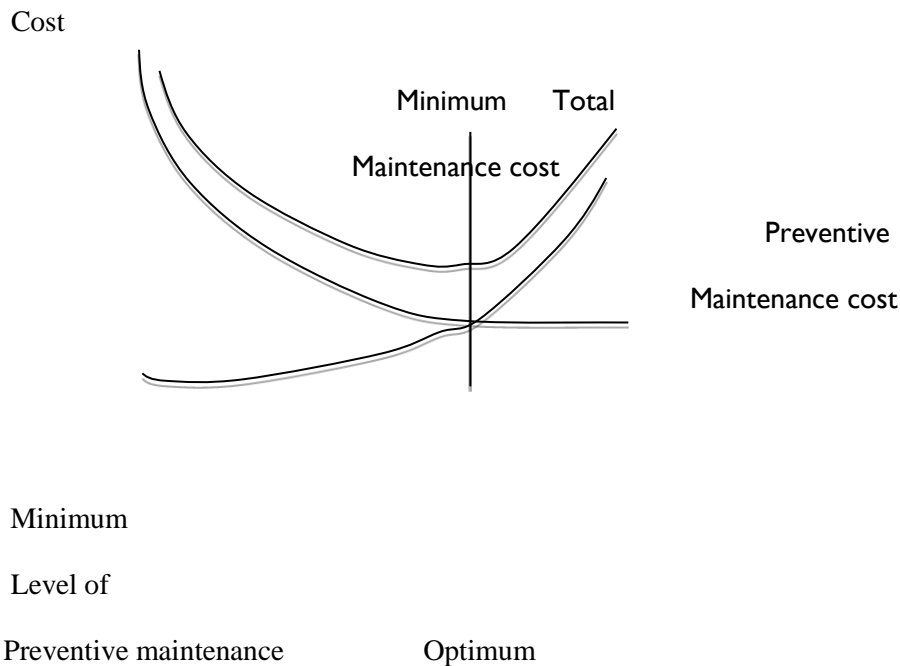 Cost
Minimum Total
Maintenance cost
Preventive
Maintenance cost
Minimum
Level of
Preventive maintenance Optimum